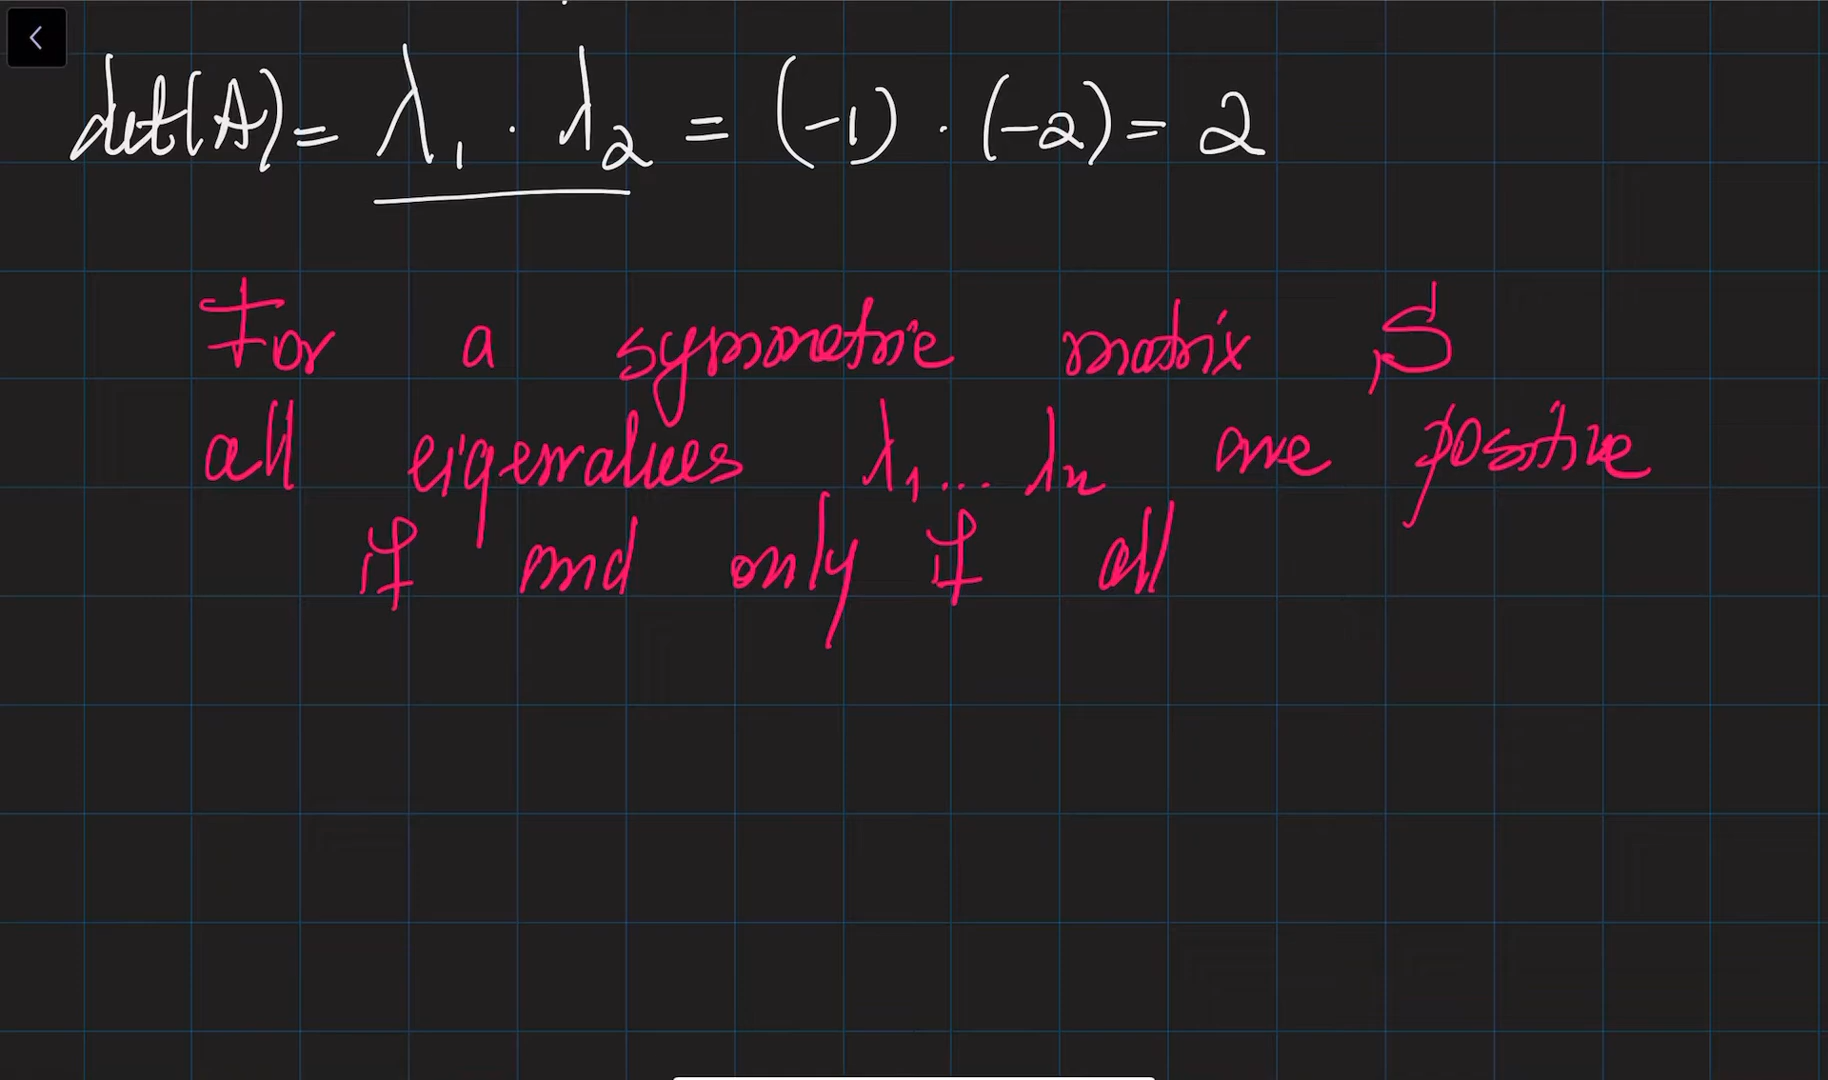 det(A) = λ₁ · λ₂ = (-1) · (-2) = 2
For a symmetric matrix S
all eigenvalues λ₁... λn are positive
if and only if all